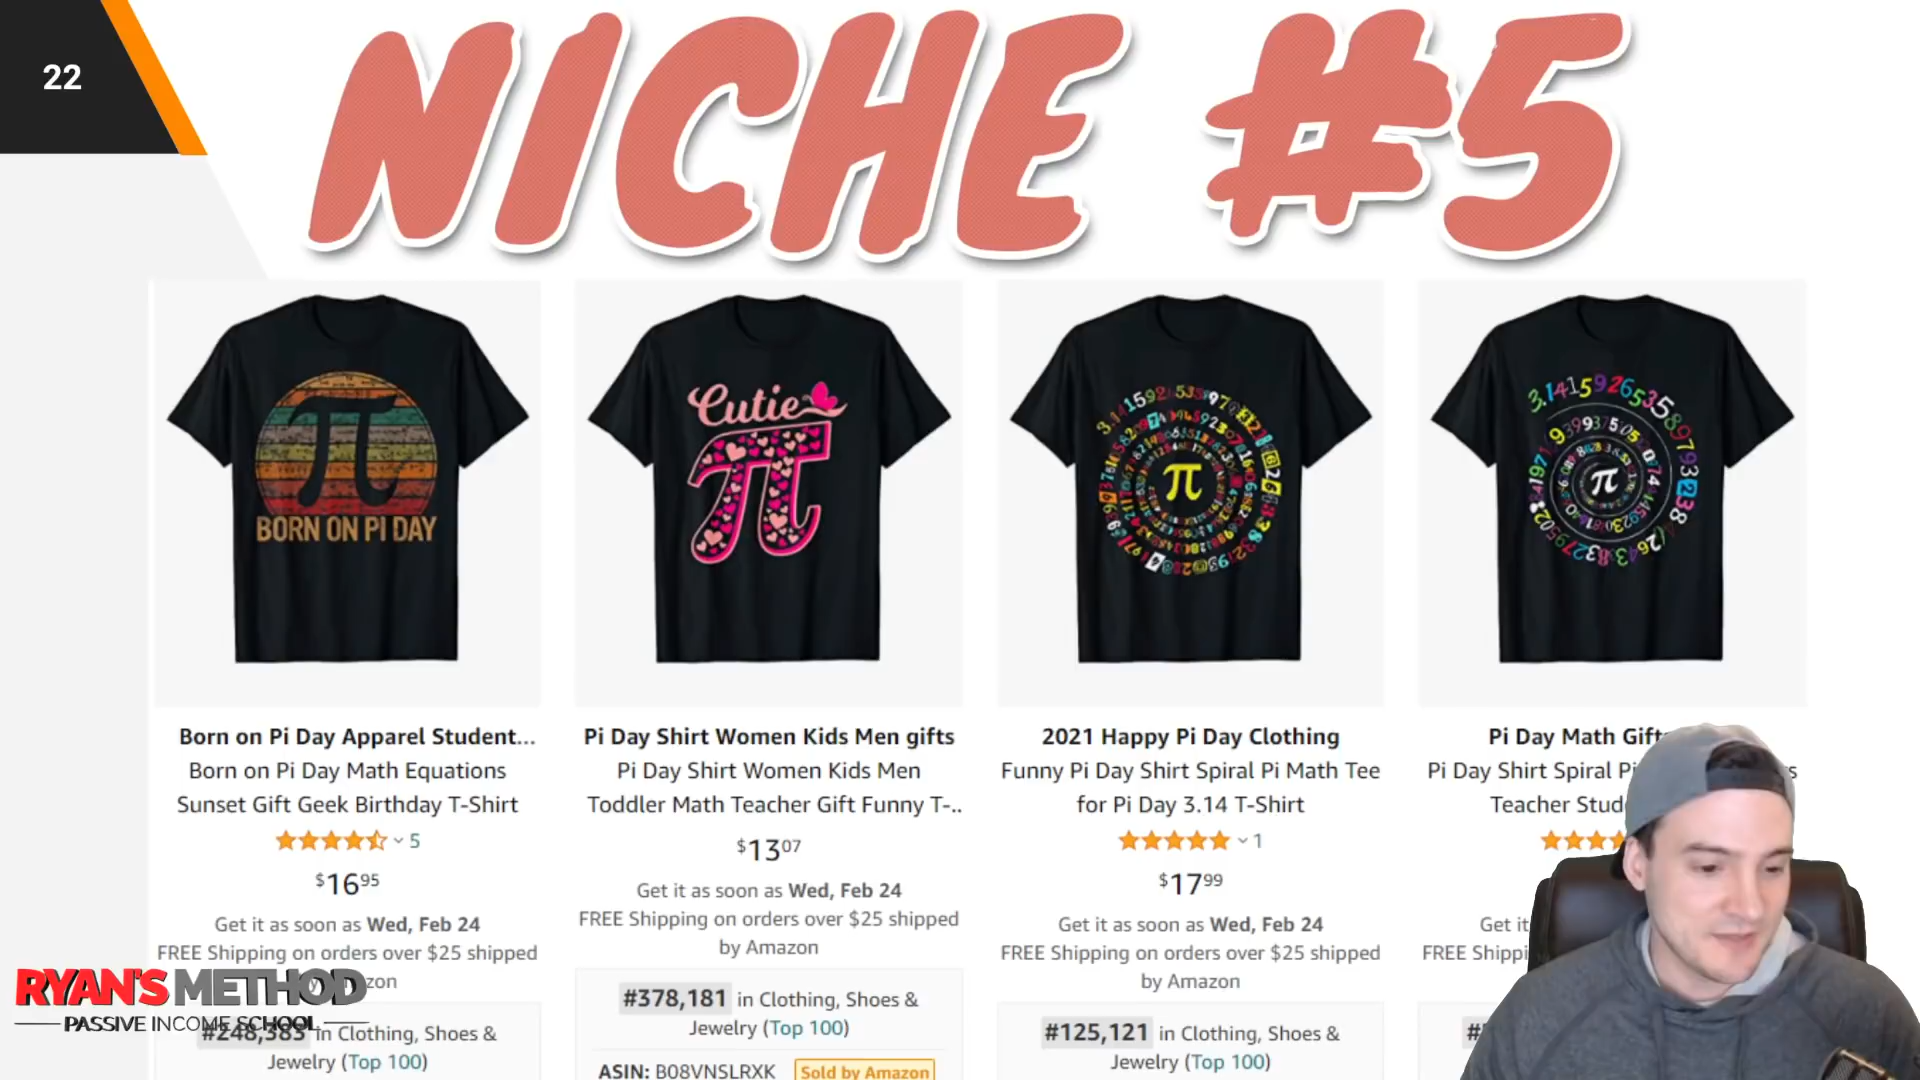 22
NICHE #5
BORN ON PI DAY
Cutie
π
π
π
Born on Pi Day Apparel Student...
Born on Pi Day Math Equations
Sunset Gift Geek Birthday T-Shirt
5
$16.95
Get it as soon as Wed, Feb 24
FREE Shipping on orders over $25 shipped
#248,383 in Clothing, Shoes &
Jewelry (Top 100)
Pi Day Shirt Women Kids Men gifts
Pi Day Shirt Women Kids Men
Toddler Math Teacher Gift Funny T-..
$13.07
Get it as soon as Wed, Feb 24
FREE Shipping on orders over $25 shipped
by Amazon
#378,181 in Clothing, Shoes &
Jewelry (Top 100)
ASIN: B08VNSLRXK Sold by Amazon
2021 Happy Pi Day Clothing
Funny Pi Day Shirt Spiral Pi Math Tee
for Pi Day 3.14 T-Shirt
1
$17.99
Get it as soon as Wed, Feb 24
FREE Shipping on orders over $25 shipped
by Amazon
#125,121 in Clothing, Shoes &
Jewelry (Top 100)
Pi Day Math Gifts
Pi Day Shirt Spiral
Teacher
Get it
FREE
RYAN'S METHOD
PASSIVE INCOME SCHOOL